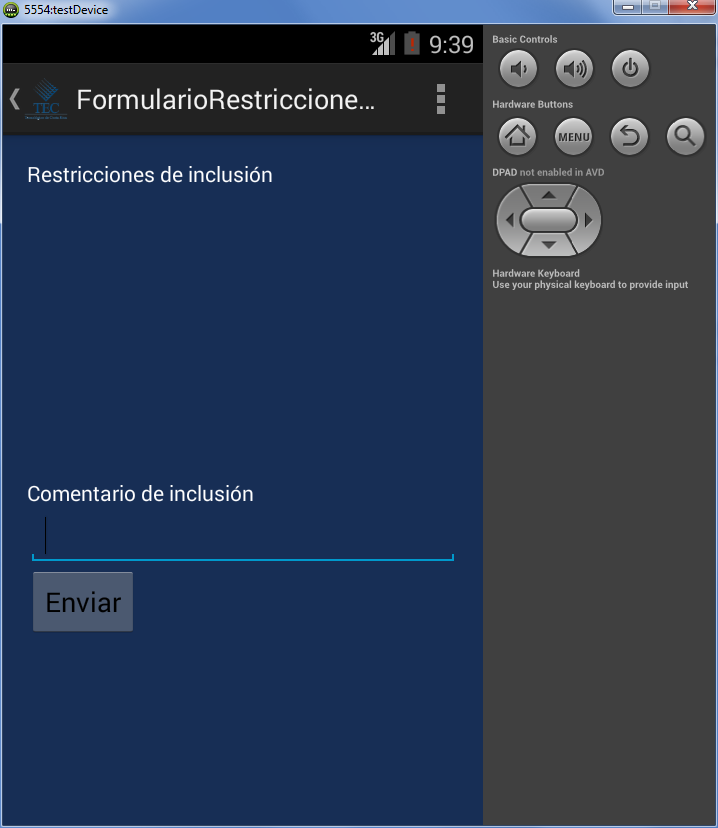 5554:testDevice
3G
9:39
TEC
FormularioRestriccione...
Restricciones de inclusión
Comentario de inclusión
Enviar
Basic Controls
Hardware Buttons
MENU
DPAD not enabled in AVD
Hardware Keyboard
Use your physical keyboard to provide input